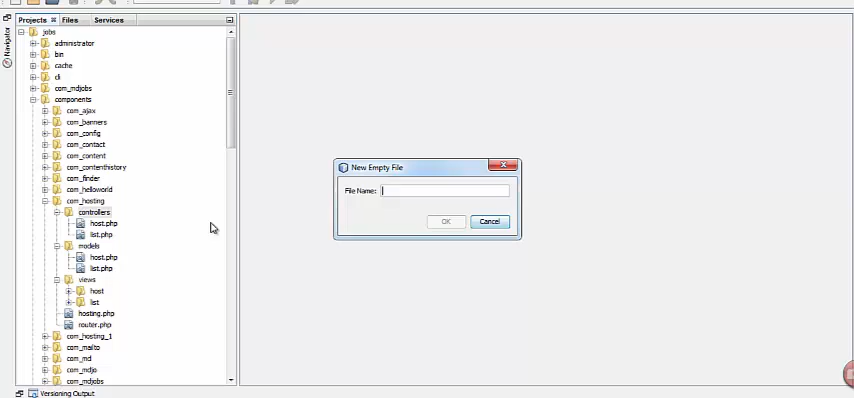 Projects
Files
Services
Navigator
jobs
administrator
bin
cache
cli
com_mdjobs
components
com_ajax
com_banners
com_config
com_contact
com_content
com_contenthistory
com_finder
com_helloworld
com_hosting
controllers
host.php
list.php
models
host.php
list.php
views
host
list
hosting.php
router.php
com_hosting_1
com_mailto
com_md
com_mdjo
com_mdjobs
New Empty File
File Name:
OK
Cancel
Versioning Output